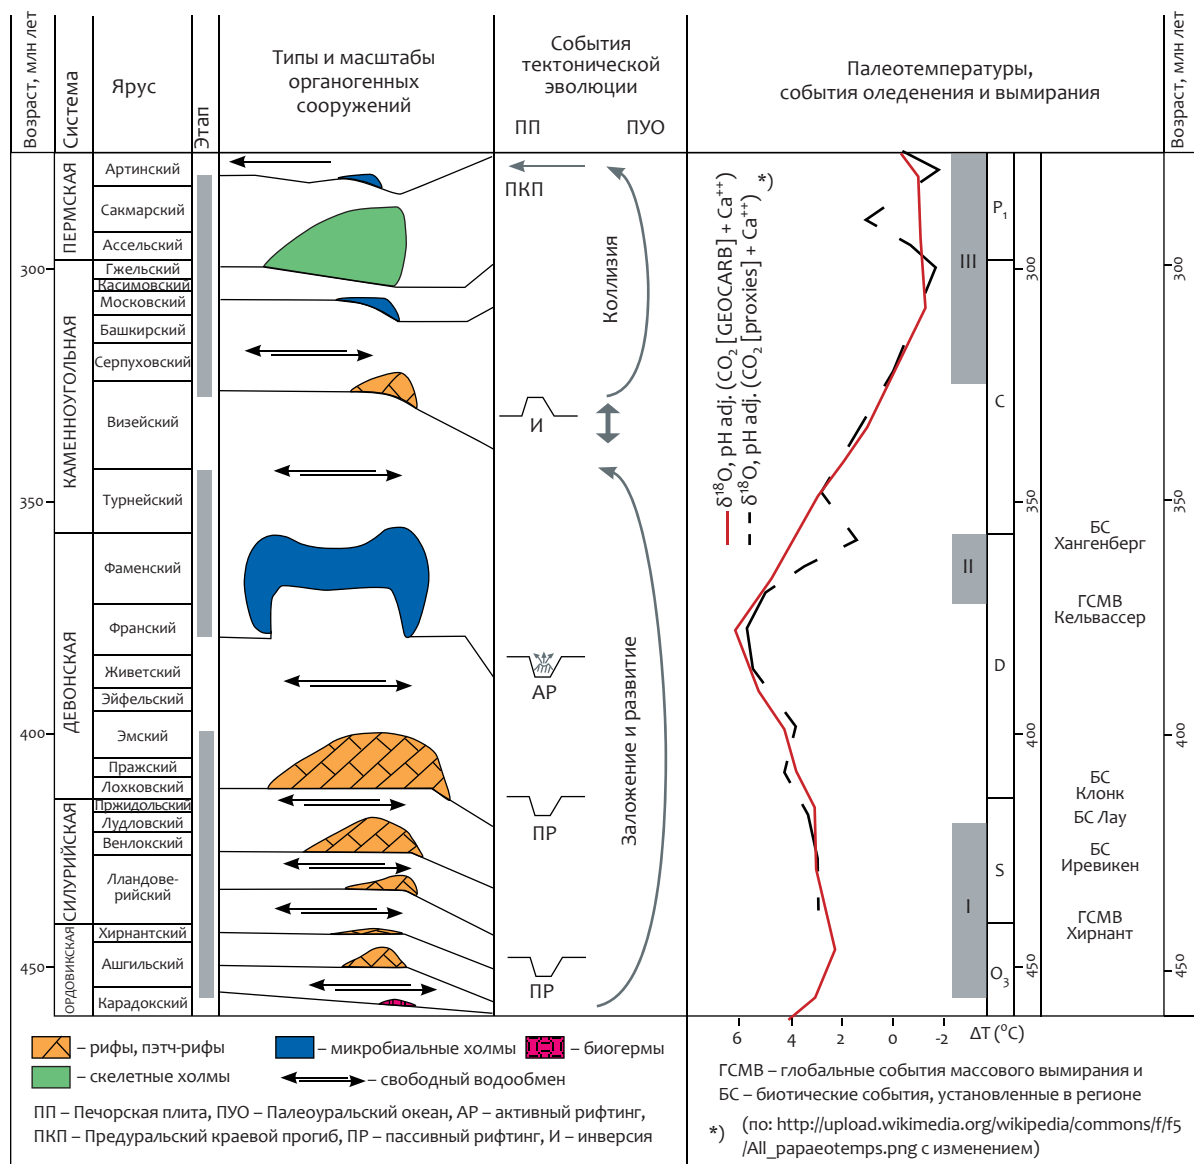 Возраст, млн лет
Система
Ярус
Этап
Типы и масштабы
органогенных
сооружений
События
тектонической
эволюции
ПП
ПУО
Палеотемпературы,
события оледенения и вымирания
Возраст, млн лет
300
350
400
450
ПЕРМСКАЯ
КАМЕННОУГОЛЬНАЯ
ДЕВОНСКАЯ
СИЛУРИЙСКАЯ
ОРДОВИКСКАЯ
Артинский
Сакмарский
Ассельский
Гжельский
Касимовский
Московский
Башкирский
Серпуховский
Визейский
Турнейский
Фаменский
Франский
Живетский
Эйфельский
Эмский
Пражский
Лохковский
Пржидольский
Лудловский
Венлокский
Лландове-
рийский
Хирнантский
Ашгильский
Карадокский
ПКП
И
АР
ПР
ПР
Коллизия
Заложение и развитие
δ¹⁸O, pH adj. (CO₂ [GEOCARB] + Ca⁺⁺)
δ¹⁸O, pH adj. (CO₂ [proxies] + Ca⁺⁺) *)
III
II
I
P₁
C
D
S
O₃
300
350
400
450
БС
Хангенберг
ГСМВ
Кельвассер
БС
Клонк
БС Лау
БС
Иревикен
ГСМВ
Хирнант
300
350
400
450
6 4 2 0 -2 ΔT (⁰C)
– рифы, пэтч-рифы
– микробиальные холмы
– биогермы
– скелетные холмы
– свободный водообмен
ПП – Печорская плита, ПУО – Палеоуральский океан, АР – активный рифтинг,
ПКП – Предуральский краевой прогиб, ПР – пассивный рифтинг, И – инверсия
ГСМВ – глобальные события массового вымирания и
БС – биотические события, установленные в регионе
*) (по: http://upload.wikimedia.org/wikipedia/commons/f/f5
/All_papaeotemps.png с изменением)